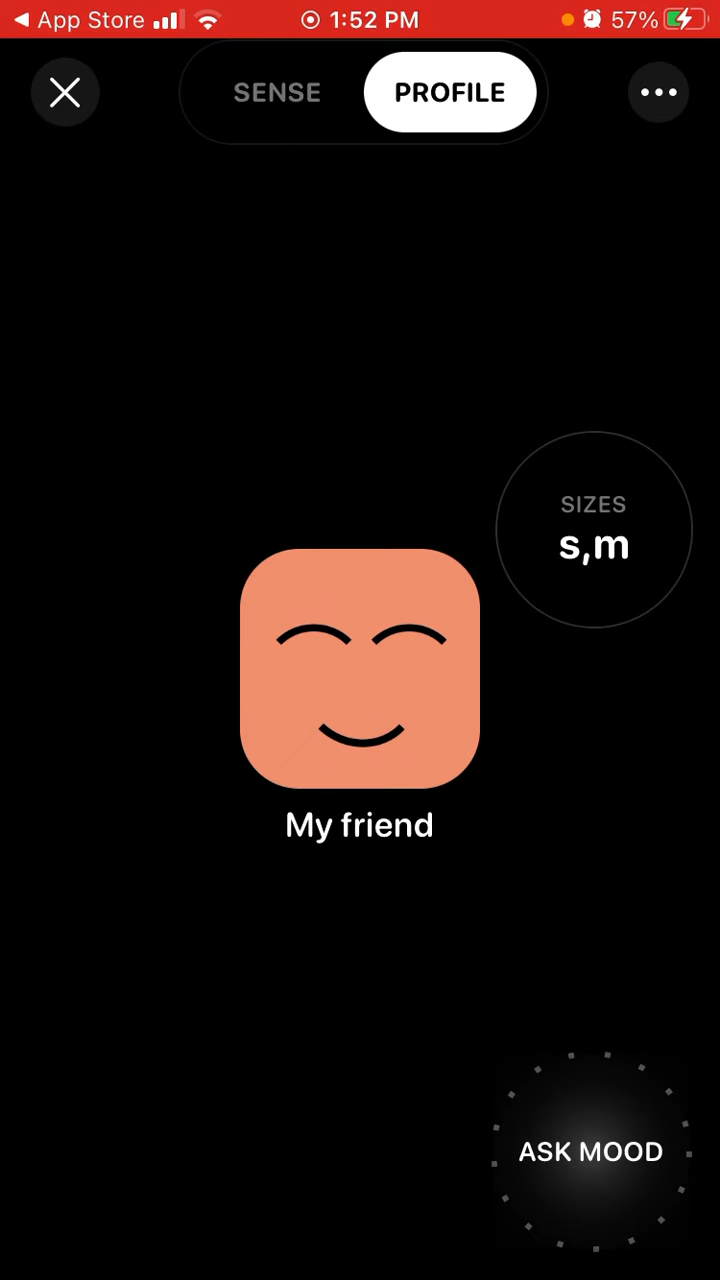 App Store 1:52 PM 57%
SENSE PROFILE
SIZES
s,m
My friend
ASK MOOD